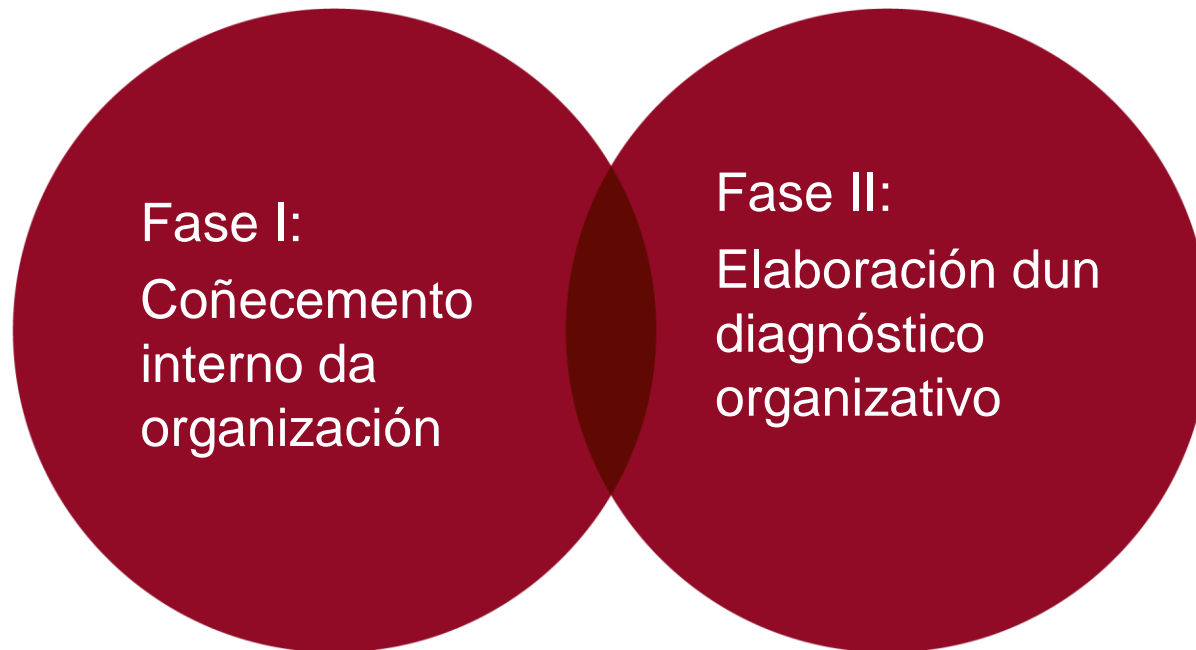 Fase I:
Coñecemento
interno da
organización
Fase II:
Elaboración dun
diagnóstico
organizativo